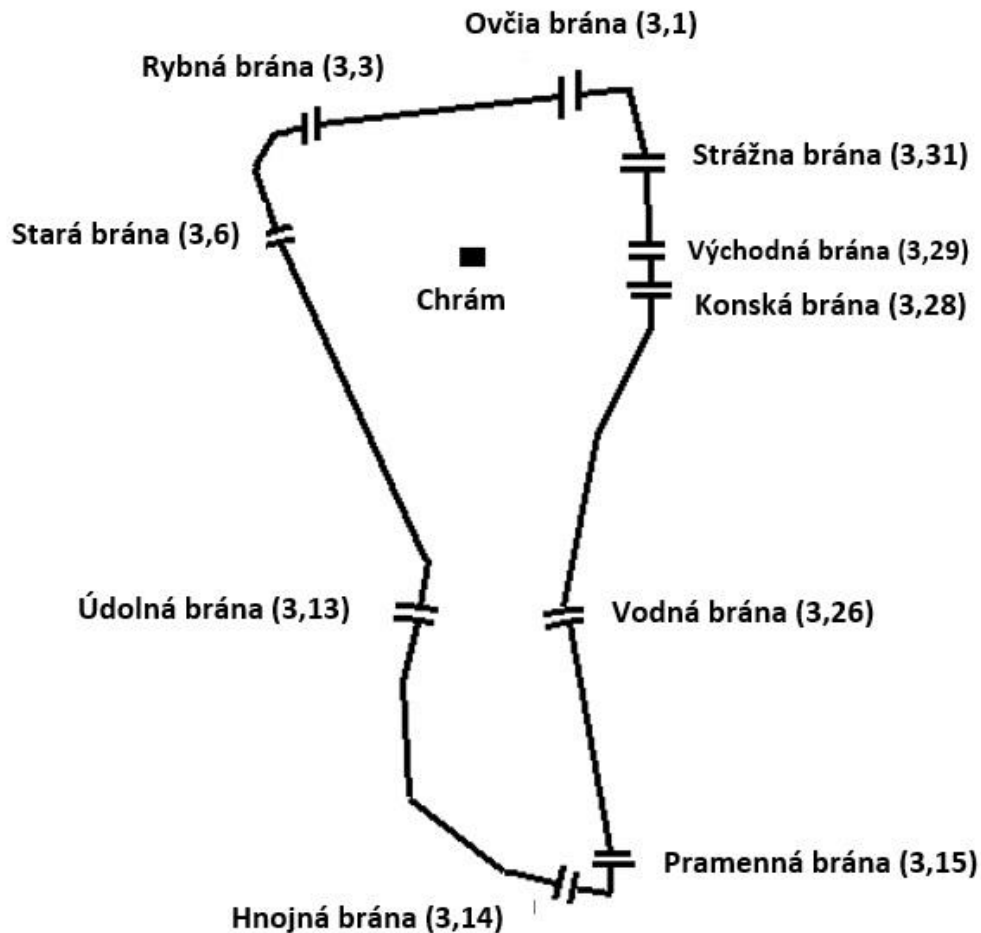 Ovčia brána (3,1)
Rybná brána (3,3)
Strážna brána (3,31)
Stará brána (3,6)
Východná brána (3,29)
Chrám
Konská brána (3,28)
Údolná brána (3,13)
Vodná brána (3,26)
Pramenná brána (3,15)
Hnojná brána (3,14)